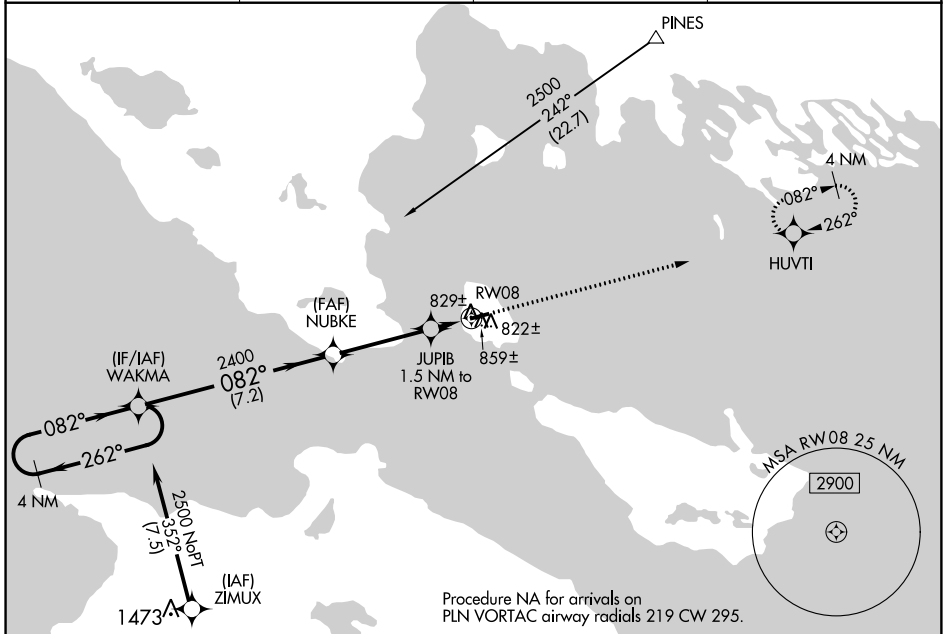 PINES
2500
242°
(22.7)
4 NM
082°
262°
HUVTI
829±
RW08
822±
859±
(FAF)
NUBKE
JUPIB
1.5 NM to
RW08
(IF/IAF)
WAKMA
2400
082°
(7.2)
082°
262°
4 NM
2500 NoPT
352°
(7.5)
(IAF)
ZIMUX
1473
MSA RW08 25 NM
2900
Procedure NA for arrivals on
PLN VORTAC airway radials 219 CW 295.